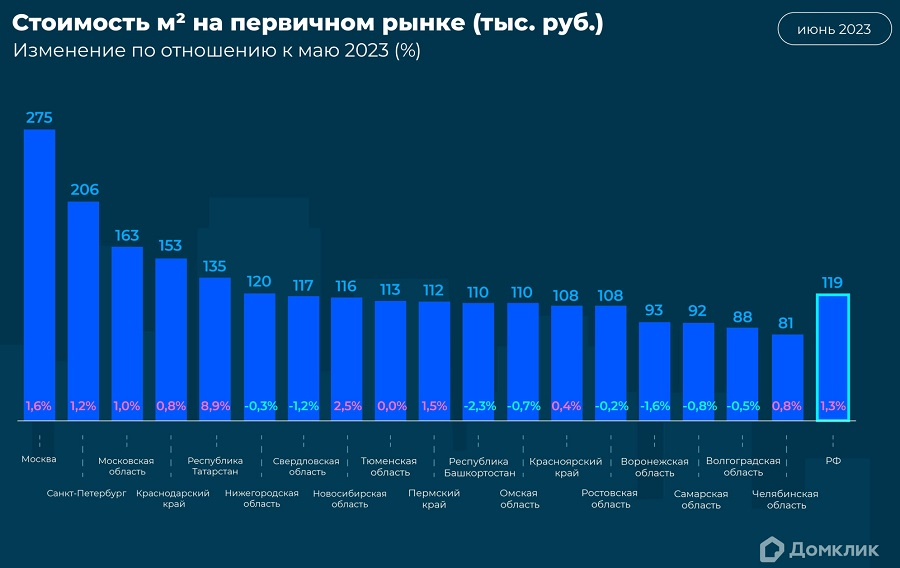 Стоимость м² на первичном рынке (тыс. руб.)
Изменение по отношению к маю 2023 (%)
июнь 2023
275
206
163
153
135
120
117
116
113
112
110
110
108
108
93
92
88
81
119
1,6%
1,2%
1,0%
0,8%
8,9%
-0,3%
-1,2%
2,5%
0,0%
1,5%
-2,3%
-0,7%
0,4%
-0,2%
-1,6%
-0,8%
-0,5%
0,8%
1,3%
Москва
Санкт-Петербург
Московская
область
Краснодарский
край
Республика
Татарстан
Нижегородская
область
Свердловская
область
Новосибирская
область
Тюменская
область
Пермский
край
Республика
Башкортостан
Омская
область
Красноярский
край
Ростовская
область
Воронежская
область
Самарская
область
Волгоградская
область
Челябинская
область
РФ
Домклик